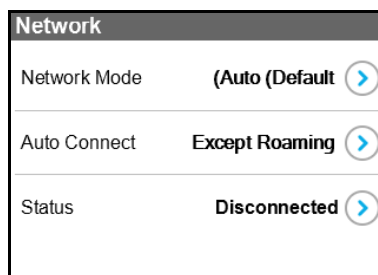 Network
Network Mode (Auto (Default
Auto Connect Except Roaming
Status Disconnected